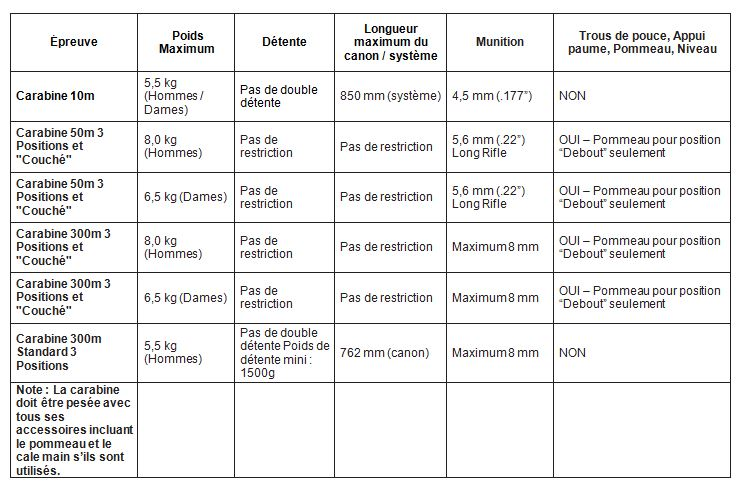 Épreuve
Poids
Maximum
Détente
Longueur
maximum du
canon / système
Munition
Trous de pouce, Appui
paume, Pommeau, Niveau
Carabine 10m
5,5 kg
(Hommes /
Dames)
Pas de double
détente
850 mm (système)
4,5 mm (.177”)
NON
Carabine 50m 3
Positions et
"Couché"
8,0 kg
(Hommes)
Pas de
restriction
Pas de restriction
5,6 mm (.22”)
Long Rifle
OUI – Pommeau pour position
“Debout” seulement
Carabine 50m 3
Positions et
"Couché"
6,5 kg (Dames)
Pas de
restriction
Pas de restriction
5,6 mm (.22”)
Long Rifle
OUI – Pommeau pour position
“Debout” seulement
Carabine 300m 3
Positions et
"Couché"
8,0 kg
(Hommes)
Pas de
restriction
Pas de restriction
Maximum 8 mm
OUI – Pommeau pour position
“Debout” seulement
Carabine 300m 3
Positions et
"Couché"
6,5 kg (Dames)
Pas de
restriction
Pas de restriction
Maximum 8 mm
OUI – Pommeau pour position
“Debout” seulement
Carabine 300m
Standard 3
Positions
5,5 kg
(Hommes)
Pas de double
détente Poids de
détente mini :
1500g
762 mm (canon)
Maximum 8 mm
NON
Note : La carabine
doit être pesée avec
tous ses
accessoires incluant
le pommeau et le
cale main s’ils sont
utilisés.